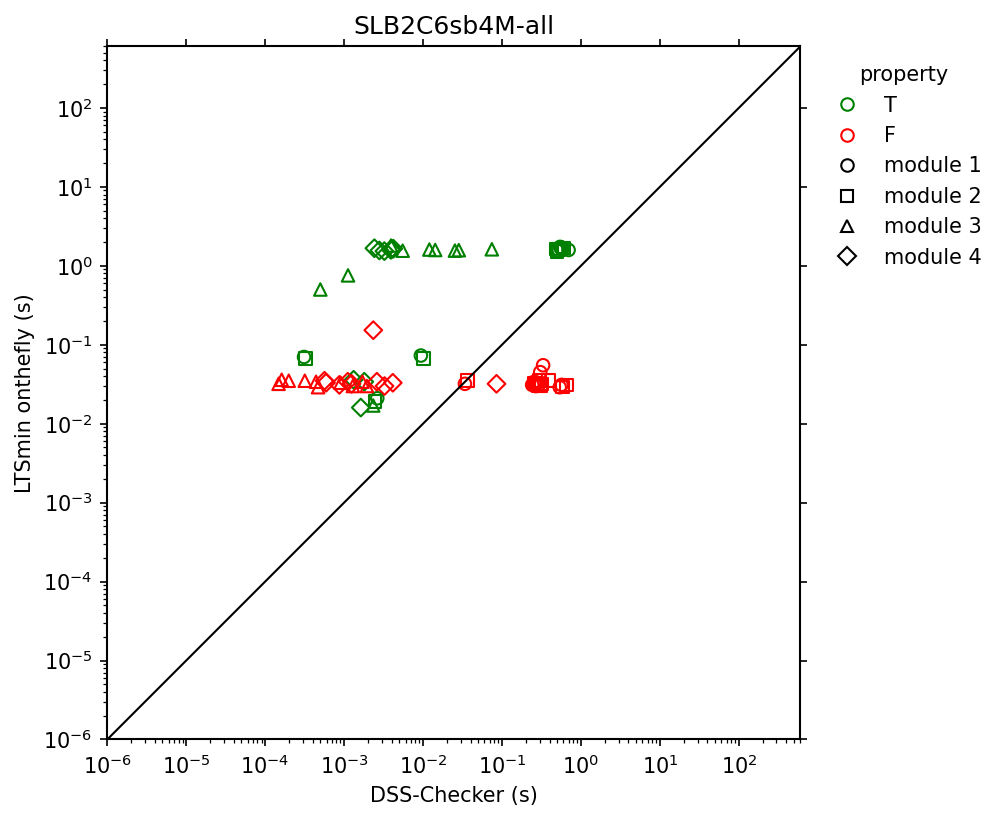 SLB2C6sb4M-all
property
T
F
module 1
module 2
module 3
module 4
LTSmin onthefly (s)
10²
10¹
10⁰
10⁻¹
10⁻²
10⁻³
10⁻⁴
10⁻⁵
10⁻⁶
10⁻⁶ 10⁻⁵ 10⁻⁴ 10⁻³ 10⁻² 10⁻¹ 10⁰ 10¹ 10²
DSS-Checker (s)